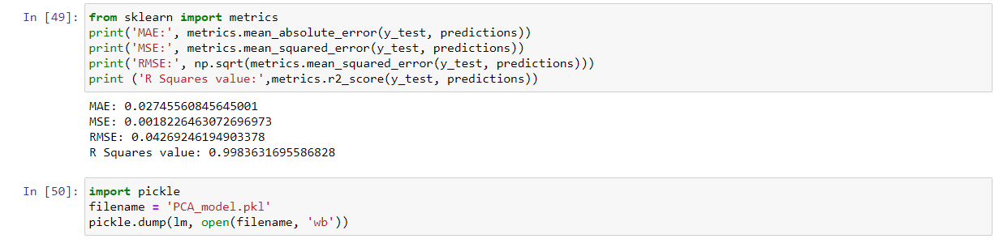 In [49]: from sklearn import metrics
print('MAE:', metrics.mean_absolute_error(y_test, predictions))
print('MSE:', metrics.mean_squared_error(y_test, predictions))
print('RMSE:', np.sqrt(metrics.mean_squared_error(y_test, predictions)))
print ('R Squares value:',metrics.r2_score(y_test, predictions))
MAE: 0.02745560845645001
MSE: 0.0018226463072696973
RMSE: 0.04269246194903378
R Squares value: 0.9983631695586828
In [50]: import pickle
filename = 'PCA_model.pkl'
pickle.dump(lm, open(filename, 'wb'))